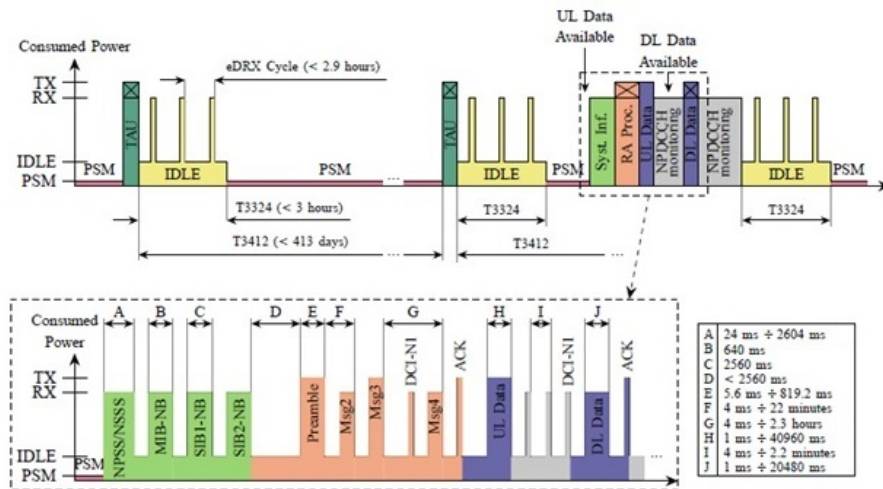 UL Data
Available
DL Data
Available
Consumed Power
eDRX Cycle (< 2.9 hours)
TX
RX
IDLE
PSM
PSM
TAU
IDLE
PSM
...
TAU
IDLE
PSM
Syst. Inf.
RA Proc.
UL Data
NPDCCH
monitoring
DL Data
NPDCCH
monitoring
IDLE
PSM
T3324 (< 3 hours)
T3324
T3324
T3412 (< 413 days)
...
T3412
...
Consumed
Power
A
B
C
D
E
F
G
H
I
J
TX
RX
IDLE
PSM
PSM
NPSS/NSSS
MIB-NB
SIB1-NB
SIB2-NB
Preamble
Msg2
Msg3
DCI-N1
Msg4
ACK
UL Data
DCI-N1
DL Data
ACK
...
A 24 ms ÷ 2604 ms
B 640 ms
C 2560 ms
D < 2560 ms
E 5.6 ms ÷ 819.2 ms
F 4 ms ÷ 22 minutes
G 4 ms ÷ 2.3 hours
H 1 ms ÷ 40960 ms
I 4 ms ÷ 2.2 minutes
J 1 ms ÷ 20480 ms